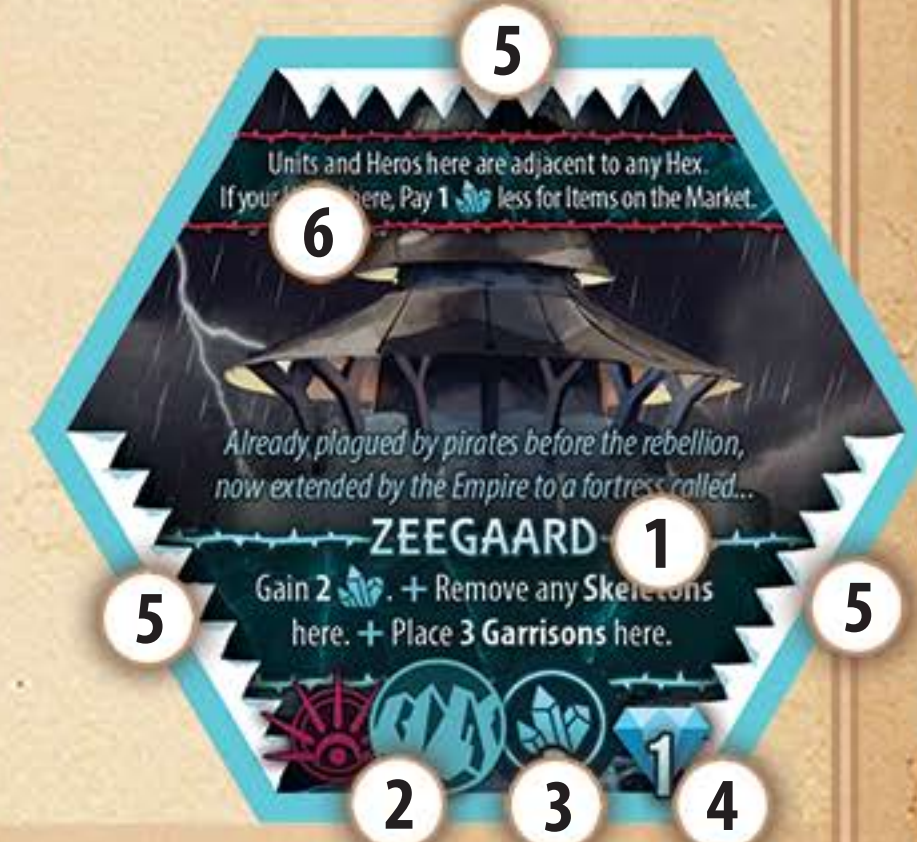 5
Units and Heros here are adjacent to any Hex.
If your here, Pay 1 less for Items on the Market.
6
Already plagued by pirates before the rebellion,
now extended by the Empire to a fortress called...
ZEEGAARD
1
Gain 2 . + Remove any Skeletons
here. + Place 3 Garrisons here.
5
5
1
2
3
4